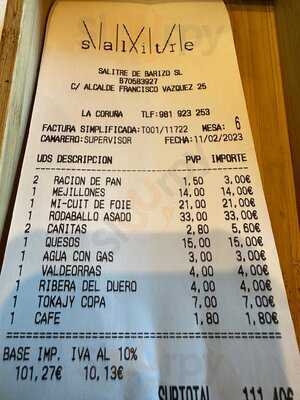 Salitre
SALITRE DE BARIZO SL
B70583927
C/ ALCALDE FRANCISCO VAZQUEZ 25
LA CORUÑA TLF:981 923 253
FACTURA SIMPLIFICADA:T001/11722 MESA: 6
CAMARERO:SUPERVISOR FECHA:11/02/2023
UDS DESCRIPCION PVP IMPORTE
2 RACION DE PAN 1,50 3,00€
1 MEJILLONES 14,00 14,00€
1 MI-CUIT DE FOIE 21,00 21,00€
1 RODABALLO ASADO 33,00 33,00€
2 CAÑITAS 2,80 5,60€
1 QUESOS 15,00 15,00€
1 AGUA CON GAS 3,00 3,00€
1 VALDEORRAS 4,00 4,00€
1 RIBERA DEL DUERO 4,00 4,00€
1 TOKAJY COPA 7,00 7,00€
1 CAFE 1,80 1,80€
BASE IMP. IVA AL 10%
101,27€ 10,13€
SUBTOTAL 111,40€